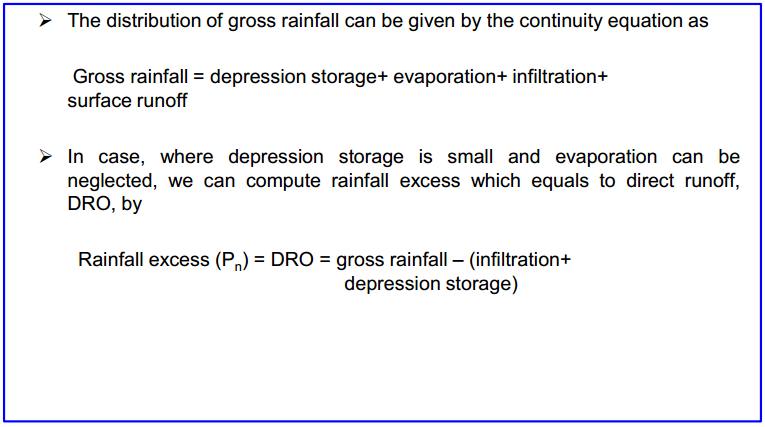 ➢ The distribution of gross rainfall can be given by the continuity equation as
Gross rainfall = depression storage+ evaporation+ infiltration+
surface runoff
➢ In case, where depression storage is small and evaporation can be
neglected, we can compute rainfall excess which equals to direct runoff,
DRO, by
Rainfall excess (Pn) = DRO = gross rainfall – (infiltration+
depression storage)